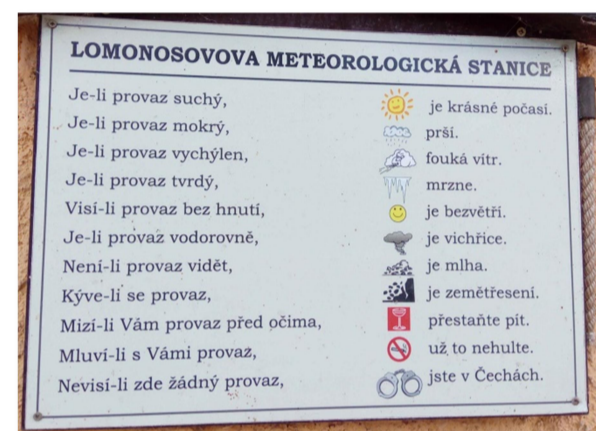 LOMONOSOVOVA METEOROLOGICKÁ STANICE
Je-li provaz suchý, je krásné počasí.
Je-li provaz mokrý, prší.
Je-li provaz vychýlen, fouká vítr.
Je-li provaz tvrdý, mrzne.
Visí-li provaz bez hnutí, je bezvětří.
Je-li provaz vodorovně, je vichřice.
Není-li provaz vidět, je mlha.
Kýve-li se provaz, je zemětřesení.
Mizí-li Vám provaz před očima, přestaňte pít.
Mluví-li s Vámi provaz, už to nehulte.
Nevisí-li zde žádný provaz, jste v Čechách.